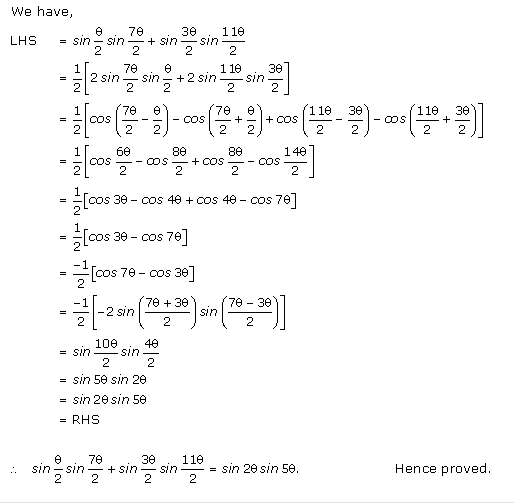 We have,
LHS = sin θ/2 sin 7θ/2 + sin 3θ/2 sin 11θ/2
= 1/2[2 sin 7θ/2 sin θ/2 + 2 sin 11θ/2 sin 3θ/2]
= 1/2[cos (7θ/2 − θ/2) − cos (7θ/2 + θ/2) + cos (11θ/2 − 3θ/2) − cos (11θ/2 + 3θ/2)]
= 1/2[cos 6θ/2 − cos 8θ/2 + cos 8θ/2 − cos 14θ/2]
= 1/2[cos 3θ − cos 4θ + cos 4θ − cos 7θ]
= 1/2[cos 3θ − cos 7θ]
= −1/2[cos 7θ − cos 3θ]
= −1/2[−2 sin ((7θ + 3θ)/2) sin ((7θ − 3θ)/2)]
= sin 10θ/2 sin 4θ/2
= sin 5θ sin 2θ
= sin 2θ sin 5θ
= RHS
∴ sin θ/2 sin 7θ/2 + sin 3θ/2 sin 11θ/2 = sin 2θ sin 5θ. Hence proved.